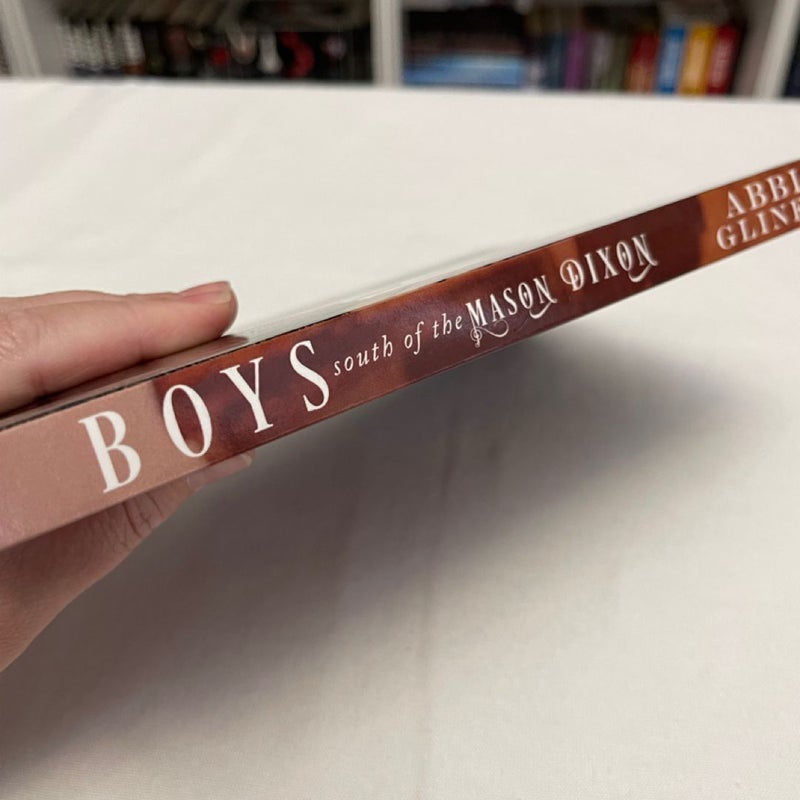 BOYS south of the MASON DIXON
ABBI
GLINE